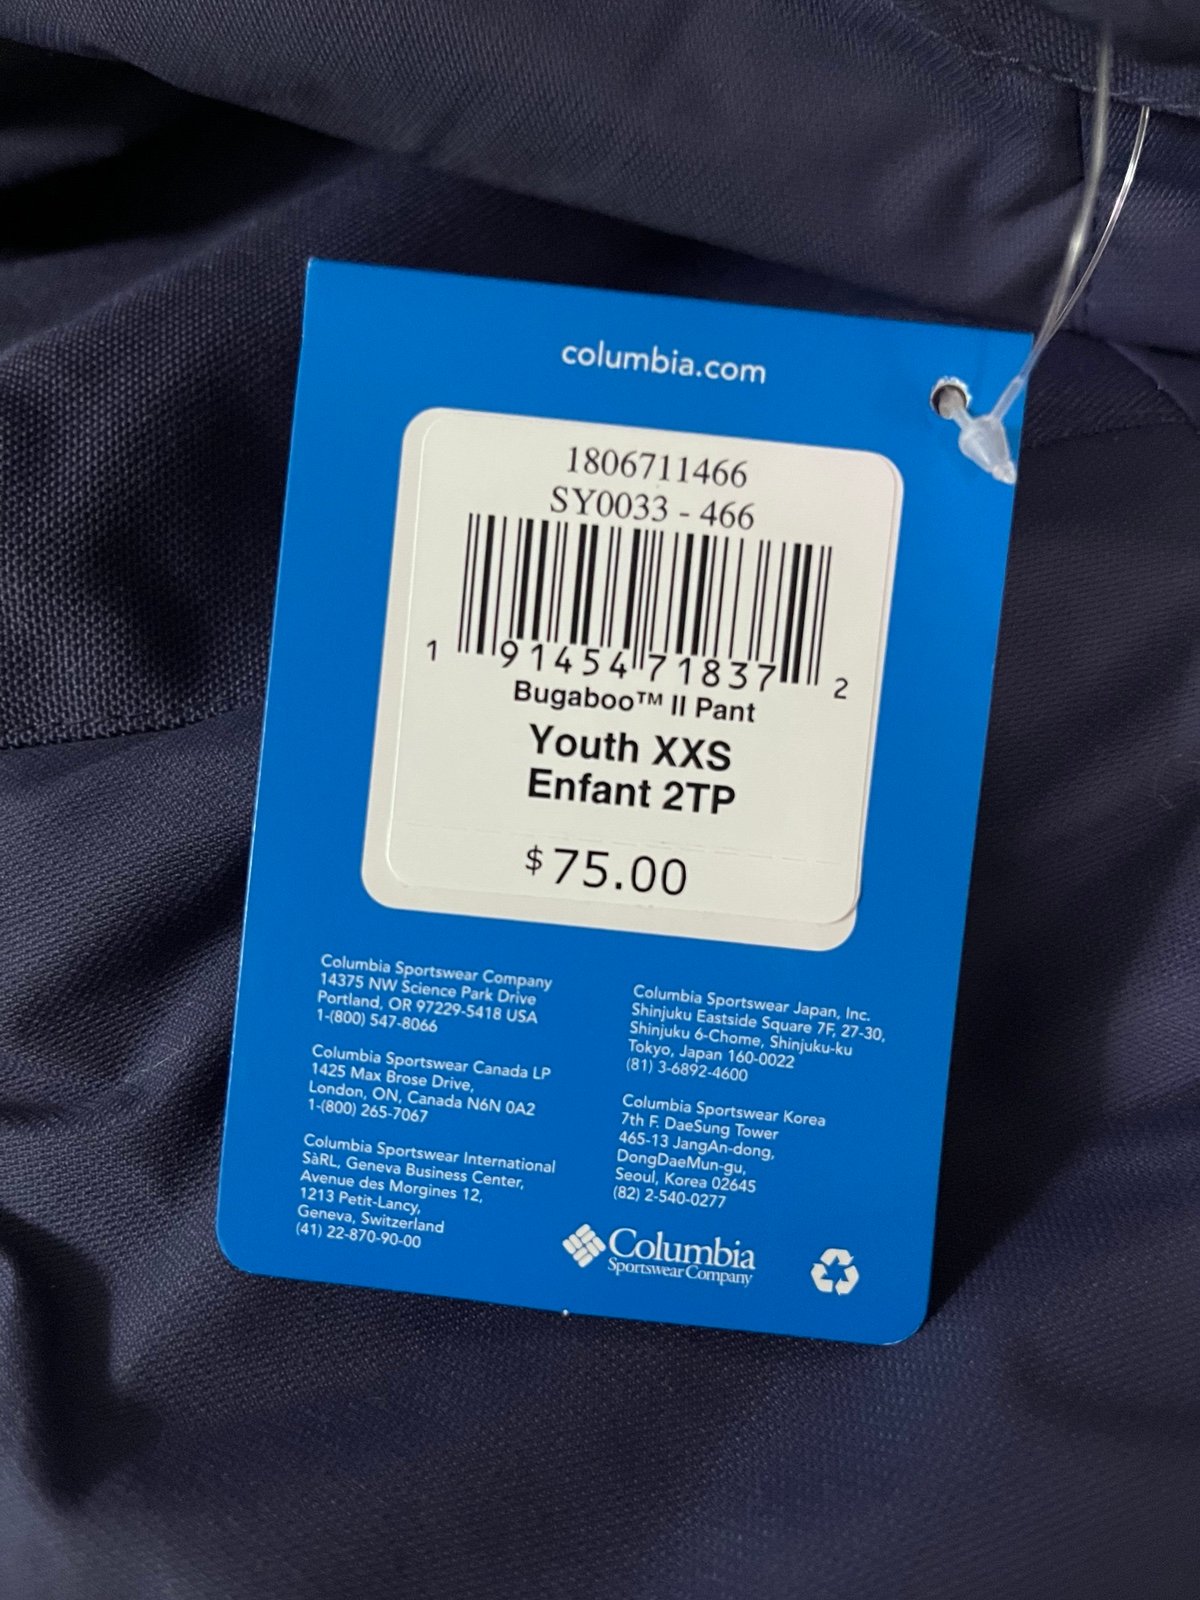 columbia.com
1806711466
SY0033 - 466
1 91454 71837 2
Bugaboo™ II Pant
Youth XXS
Enfant 2TP
$75.00
Columbia Sportswear Company
14375 NW Science Park Drive
Portland, OR 97229-5418 USA
1-(800) 547-8066
Columbia Sportswear Canada LP
1425 Max Brose Drive,
London, ON, Canada N6N 0A2
1-(800) 265-7067
Columbia Sportswear International
SàRL, Geneva Business Center,
Avenue des Morgines 12,
1213 Petit-Lancy,
Geneva, Switzerland
(41) 22-870-90-00
Columbia Sportswear Japan, Inc.
Shinjuku Eastside Square 7F, 27-30,
Shinjuku 6-Chome, Shinjuku-ku
Tokyo, Japan 160-0022
(81) 3-6892-4600
Columbia Sportswear Korea
7th F. DaeSung Tower
465-13 JangAn-dong,
DongDaeMun-gu,
Seoul, Korea 02645
(82) 2-540-0277
Columbia
Sportswear Company